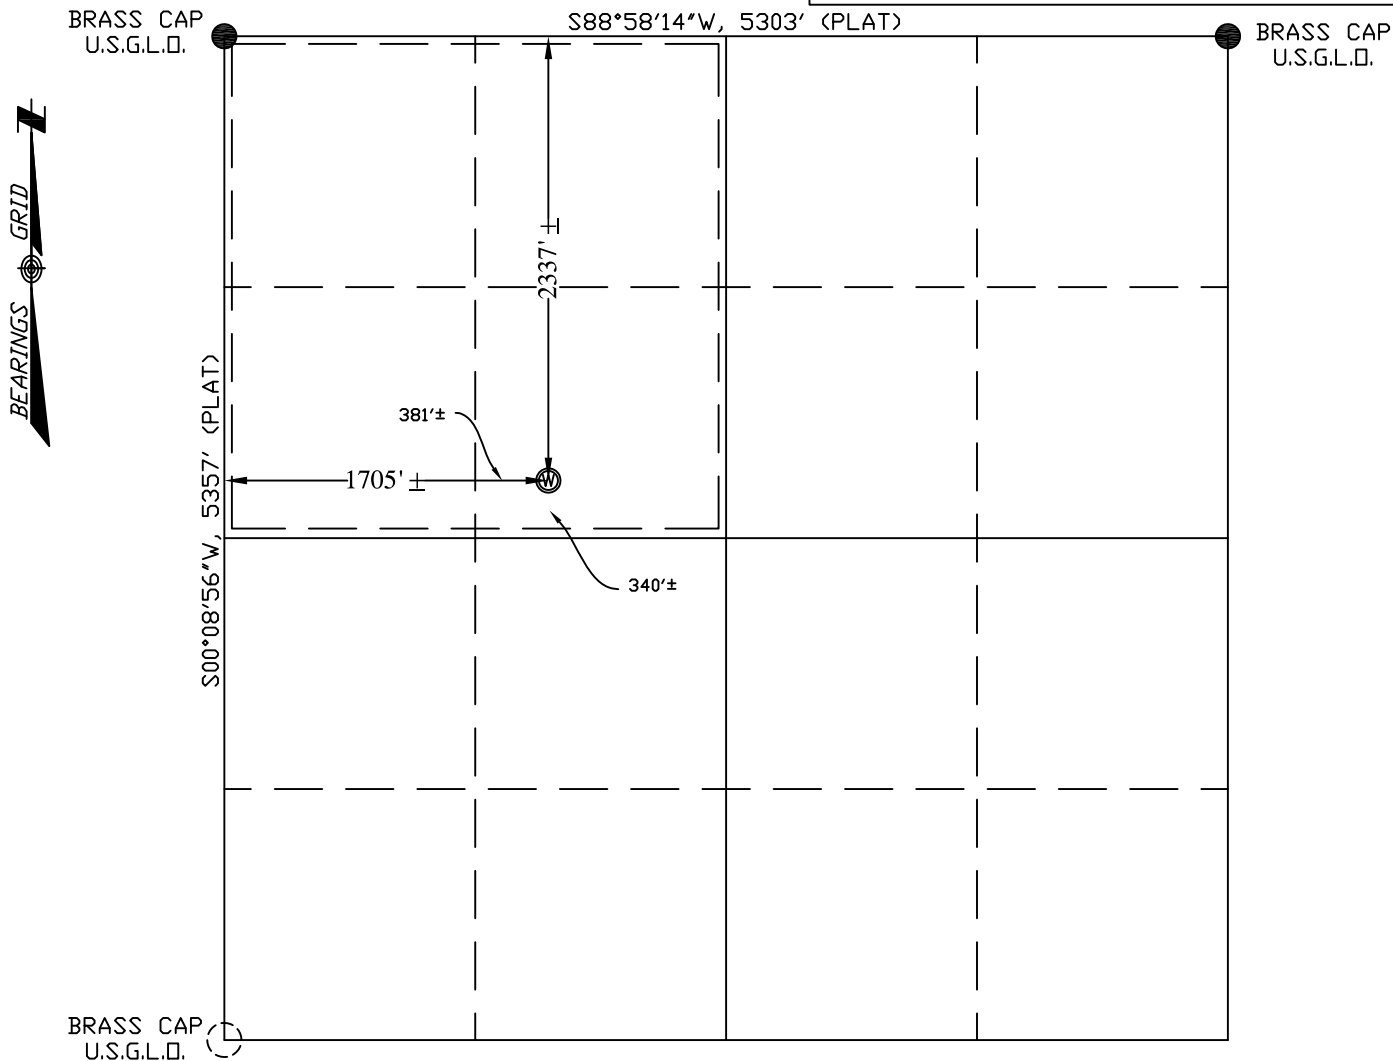 BRASS CAP
U.S.G.L.O.
S88°58'14"W, 5303' (PLAT)
BRASS CAP
U.S.G.L.O.
N
BEARINGS GRID
2337' ±
S00°08'56"W, 5357' (PLAT)
381'±
1705' ±
W
340'±
BRASS CAP
U.S.G.L.O.